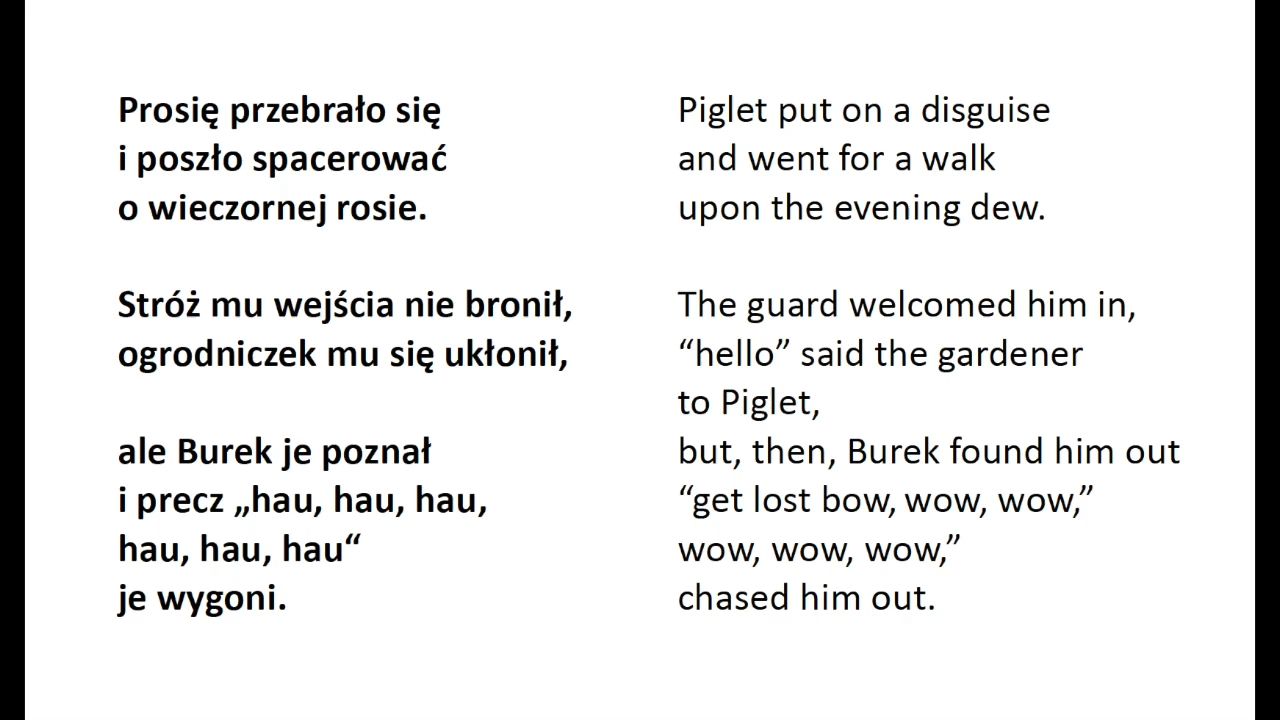 Prosię przebrało się
i poszło spacerować
o wieczornej rosie.
Stróż mu wejścia nie bronił,
ogrodniczek mu się ukłonił,
ale Burek je poznał
i precz „hau, hau, hau,
hau, hau, hau“
je wygoni.
Piglet put on a disguise
and went for a walk
upon the evening dew.
The guard welcomed him in,
“hello” said the gardener
to Piglet,
but, then, Burek found him out
“get lost bow, wow, wow,”
wow, wow, wow,”
chased him out.